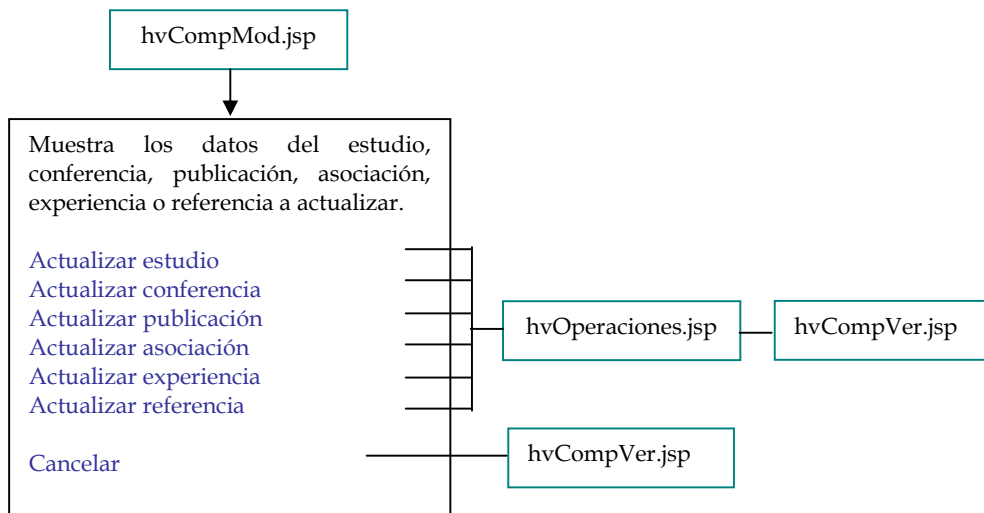 hvCompMod.jsp
Muestra los datos del estudio,
conferencia, publicación, asociación,
experiencia o referencia a actualizar.
Actualizar estudio
Actualizar conferencia
Actualizar publicación
Actualizar asociación
Actualizar experiencia
Actualizar referencia
hvOperaciones.jsp
hvCompVer.jsp
Cancelar
hvCompVer.jsp